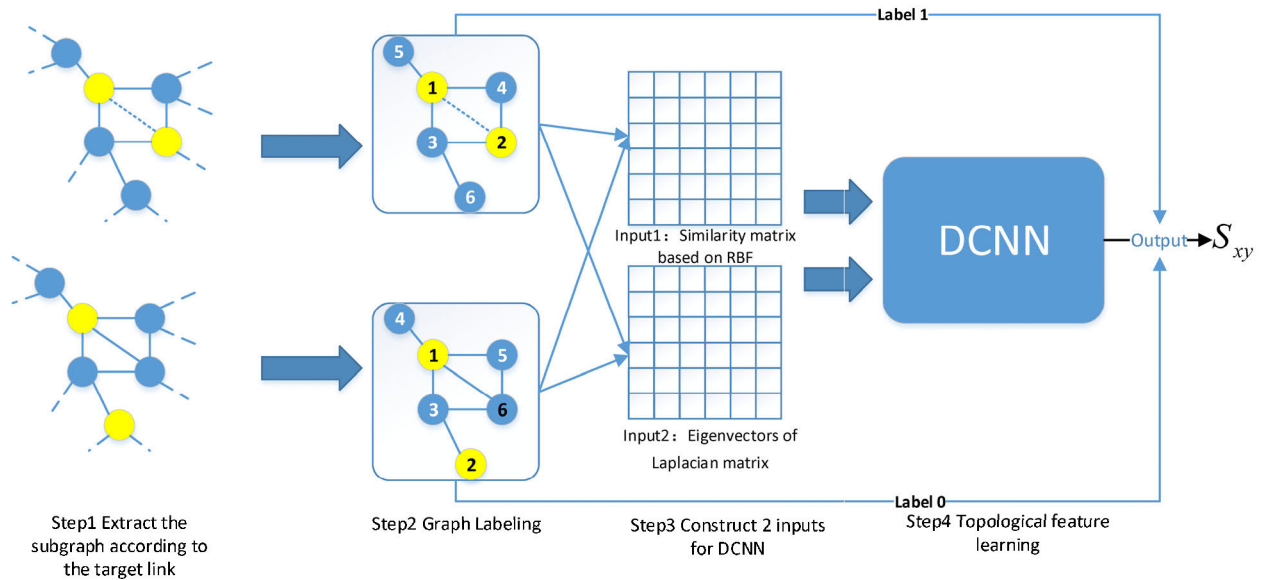 Label 1
5
1
4
3
2
6
Input1：Similarity matrix
based on RBF
DCNN
Output
Sxy
4
1
5
3
6
2
Input2：Eigenvectors of
Laplacian matrix
Label 0
Step1 Extract the
subgraph according to
the target link
Step2 Graph Labeling
Step3 Construct 2 inputs
for DCNN
Step4 Topological feature
learning